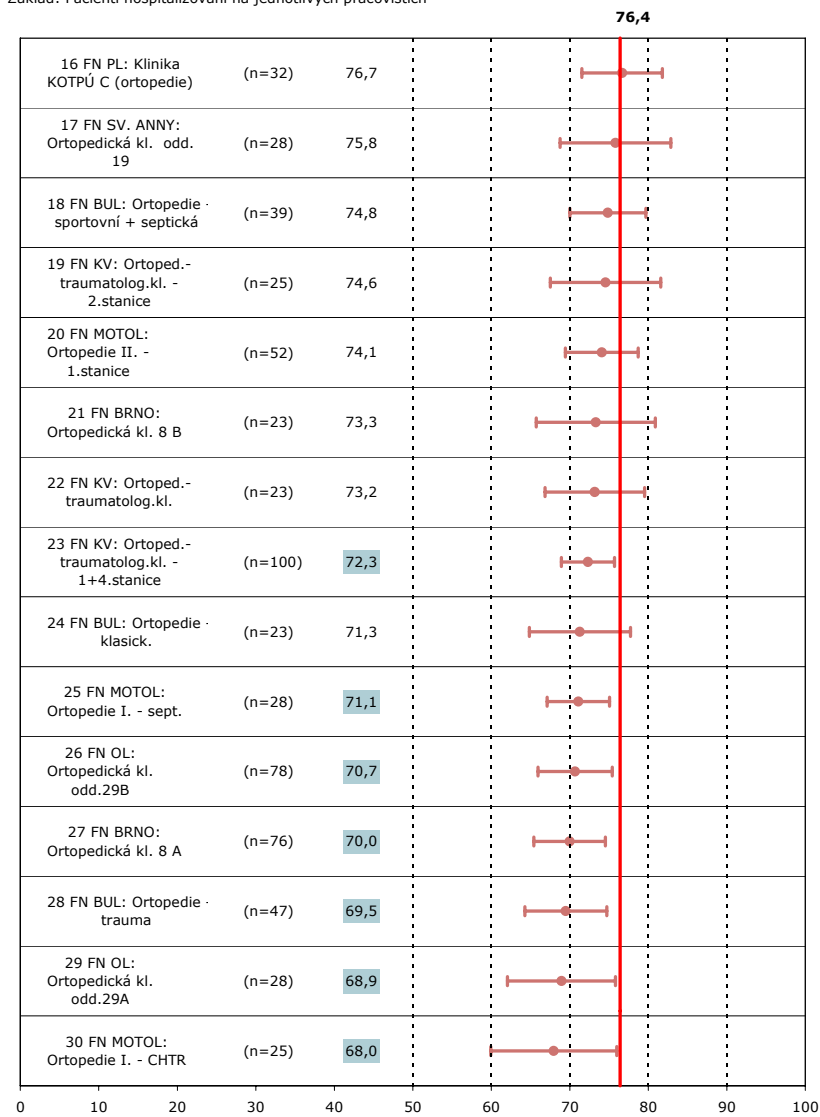 Základ: Pacienti hospitalizovaní na jednotlivých pracovištích
76,4
16 FN PL: Klinika
KOTPÚ C (ortopedie)
(n=32)
76,7
17 FN SV. ANNY:
Ortopedická kl. odd.
19
(n=28)
75,8
18 FN BUL: Ortopedie -
sportovní + septická
(n=39)
74,8
19 FN KV: Ortoped.-
traumatolog.kl. -
2.stanice
(n=25)
74,6
20 FN MOTOL:
Ortopedie II. -
1.stanice
(n=52)
74,1
21 FN BRNO:
Ortopedická kl. 8 B
(n=23)
73,3
22 FN KV: Ortoped.-
traumatolog.kl.
(n=23)
73,2
23 FN KV: Ortoped.-
traumatolog.kl. -
1+4.stanice
(n=100)
72,3
24 FN BUL: Ortopedie -
klasick.
(n=23)
71,3
25 FN MOTOL:
Ortopedie I. - sept.
(n=28)
71,1
26 FN OL:
Ortopedická kl.
odd.29B
(n=78)
70,7
27 FN BRNO:
Ortopedická kl. 8 A
(n=76)
70,0
28 FN BUL: Ortopedie -
trauma
(n=47)
69,5
29 FN OL:
Ortopedická kl.
odd.29A
(n=28)
68,9
30 FN MOTOL:
Ortopedie I. - CHTR
(n=25)
68,0
0 10 20 30 40 50 60 70 80 90 100